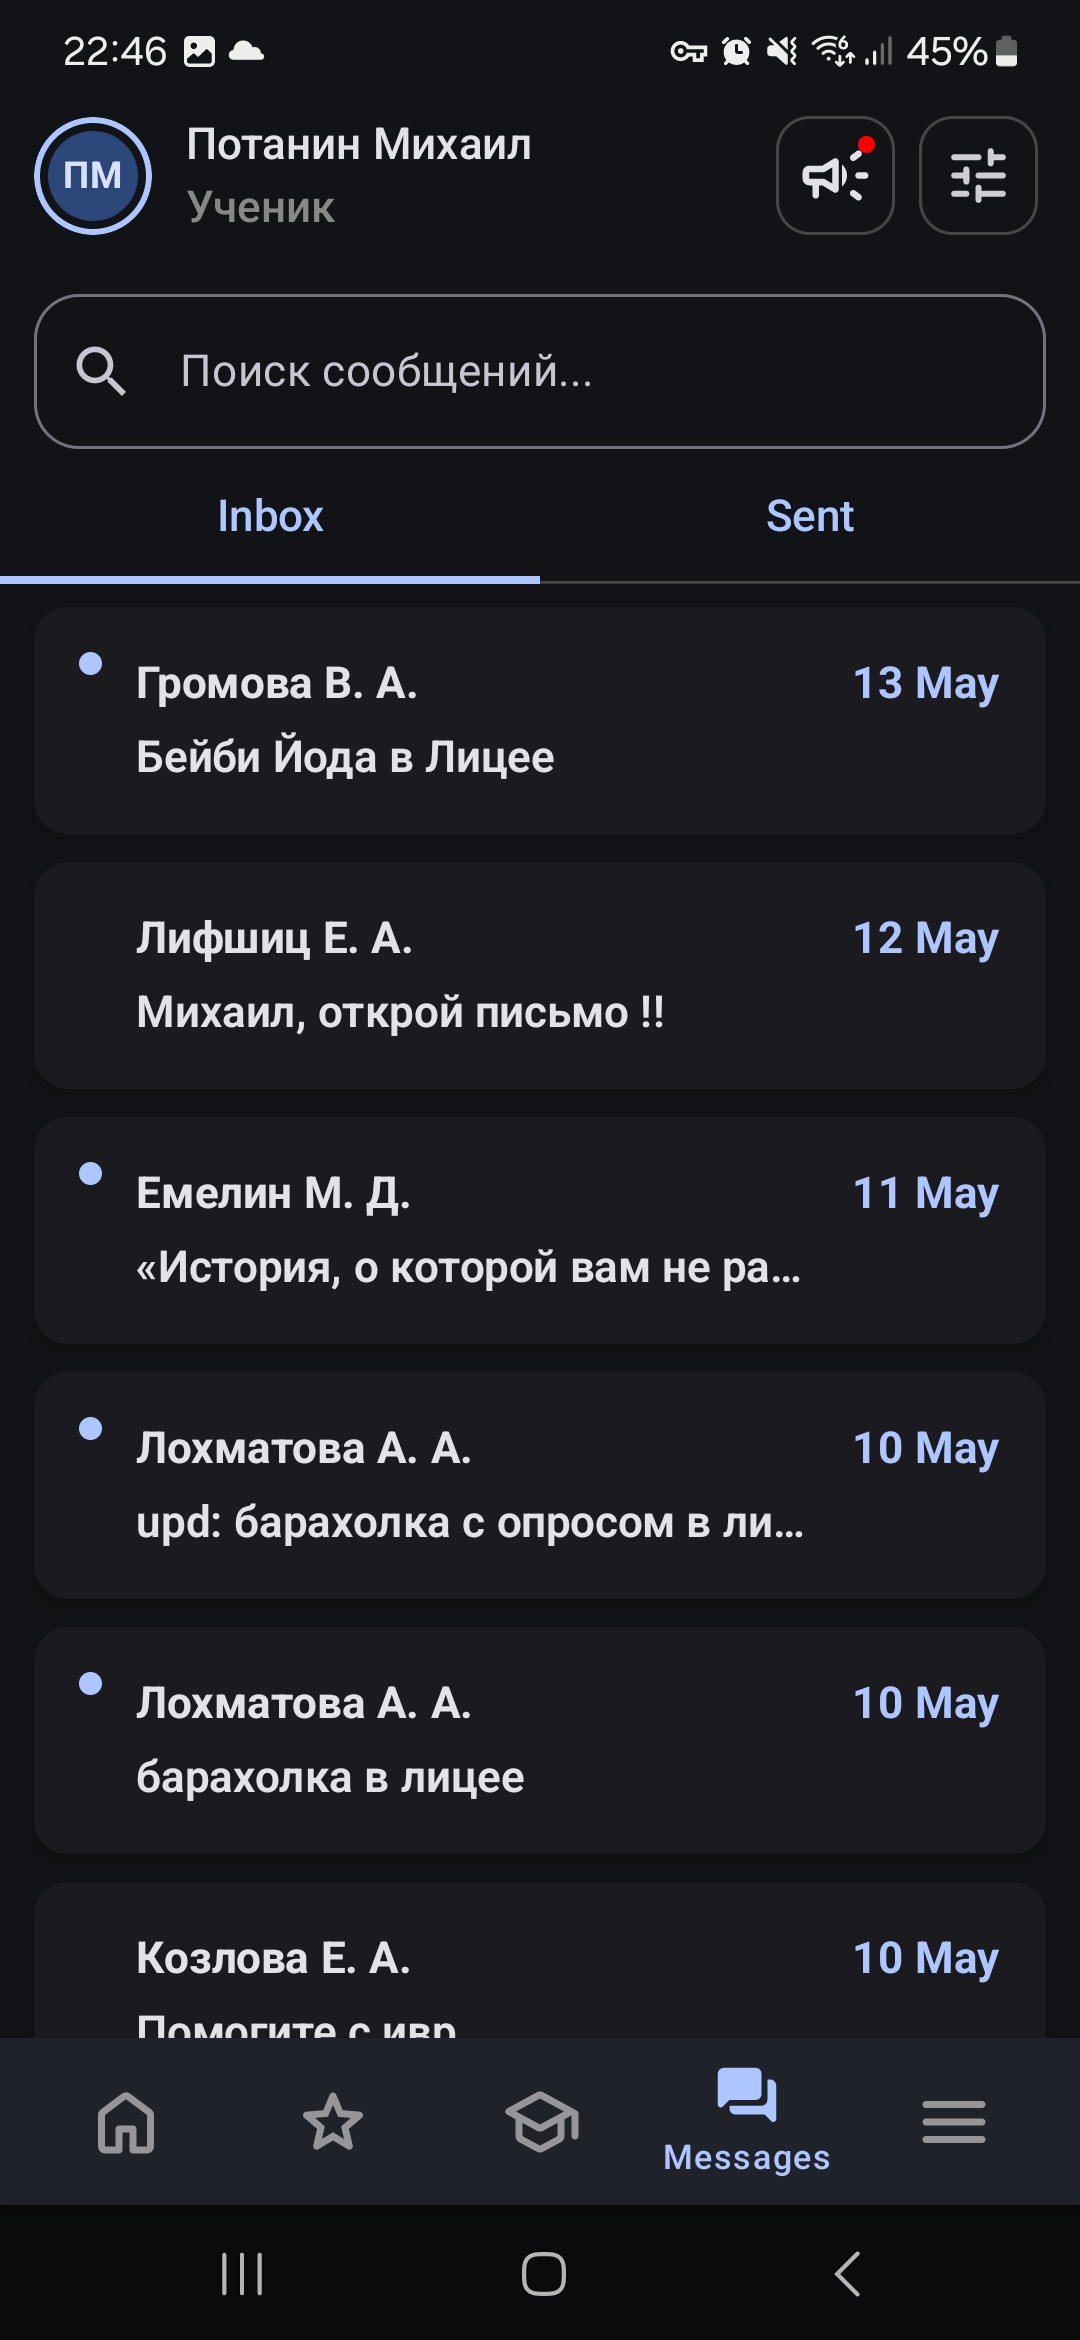 22:46
45%
ПМ
Потанин Михаил
Ученик
Поиск сообщений...
Inbox
Sent
Громова В. А.
13 May
Бейби Йода в Лицее
Лифшиц Е. А.
12 May
Михаил, открой письмо !!
Емелин М. Д.
11 May
«История, о которой вам не ра...
Лохматова А. А.
10 May
upd: барахолка с опросом в ли...
Лохматова А. А.
10 May
барахолка в лицее
Козлова Е. А.
10 May
Помогите с ивр
Messages